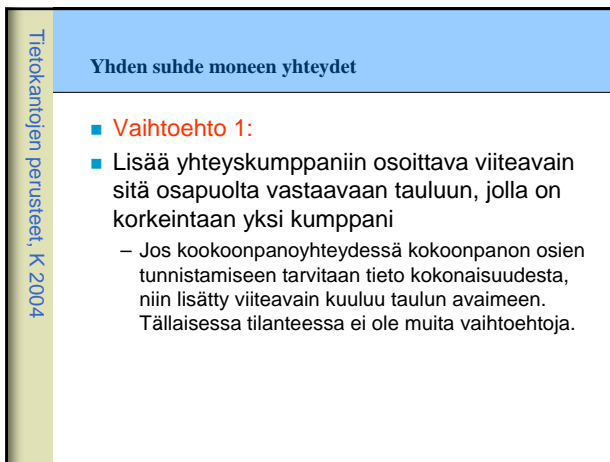 Tietokantojen perusteet, K 2004
Yhden suhde moneen yhteydet
Vaihtoehto 1:
Lisää yhteyskumppaniin osoittava viiteavain
sitä osapuolta vastaavaan tauluun, jolla on
korkeintaan yksi kumppani
– Jos kookoonpanoyhteydessä kokoonpanon osien
tunnistamiseen tarvitaan tieto kokonaisuudesta,
niin lisätty viiteavain kuuluu taulun avaimeen.
Tällaisessa tilanteessa ei ole muita vaihtoehtoja.